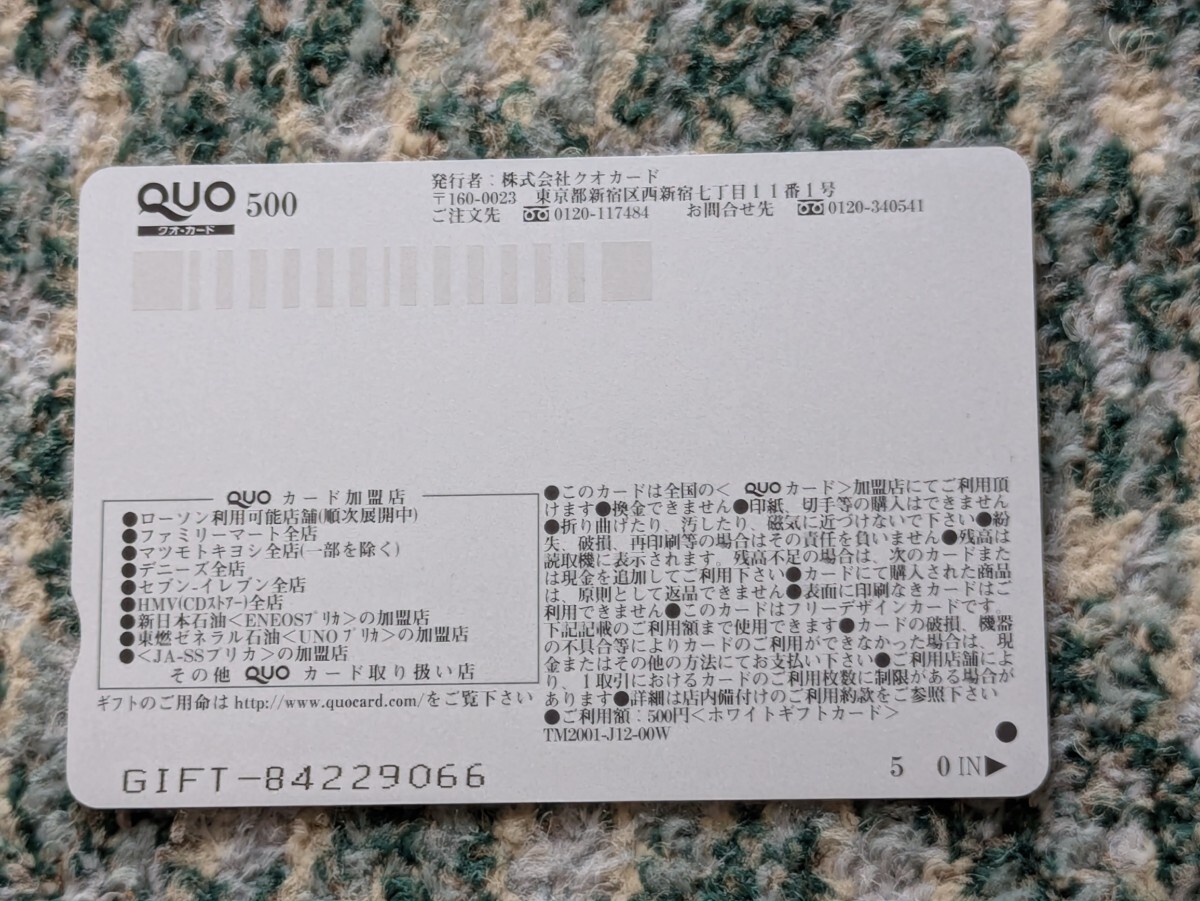 QUO 500
クオ・カード
発行者：株式会社クオカード
〒160-0023 東京都新宿区西新宿七丁目11番1号
ご注文先 0120-117484 お問合せ先 0120-340541
QUO カード加盟店
●ローソン利用可能店舗(順次展開中)
●ファミリーマート全店
●マツモトキヨシ全店(一部を除く)
●デニーズ全店
●セブン-イレブン全店
●HMV(CDｽﾄｱｰ)全店
●新日本石油<ENEOSﾌﾟﾘｶ>の加盟店
●東燃ゼネラル石油<UNOﾌﾟﾘｶ>の加盟店
●<JA-SSプリカ>の加盟店
その他 QUO カード取り扱い店
ギフトのご用命は http://www.quocard.com/をご覧下さい
●このカードは全国の< QUO カード>加盟店にてご利用頂
けます●換金できません●印紙、切手等の購入はできません
●折り曲げたり、汚したり、磁気に近づけないで下さい●紛
失、破損、再印刷等の場合はその責任を負いません●残高は
読取機に表示されます。残高不足の場合は、次のカードまた
は現金を追加してご利用下さい●カードにて購入された商品
は、原則として返品できません●表面に印刷なきカードはご
利用できません●このカードはフリーデザインカードです。
下記記載のご利用額まで使用できます●カードの破損、機器
の不具合等によりカードのご利用ができなかった場合は、現
金またはその他の方法にてお支払い下さい●ご利用店舗によ
り、1取引におけるカードのご利用枚数に制限がある場合が
あります●詳細は店内備付けのご利用約款をご参照下さい
●ご利用額：500円<ホワイトギフトカード>
TM2001-J12-00W
GIFT-84229066
5 0 IN▶